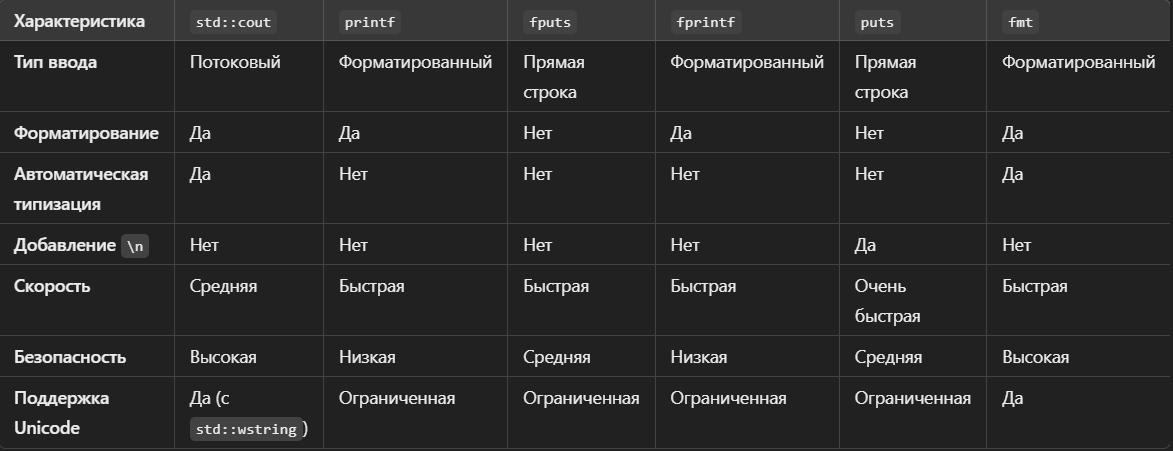 Характеристика std::cout printf fputs fprintf puts fmt
Тип ввода Потоковый Форматированный Прямая Форматированный Прямая Форматированный
строка строка
Форматирование Да Да Нет Да Нет Да
Автоматическая Да Нет Нет Нет Нет Да
типизация
Добавление \n Нет Нет Нет Нет Да Нет
Скорость Средняя Быстрая Быстрая Быстрая Очень Быстрая
быстрая
Безопасность Высокая Низкая Средняя Низкая Средняя Высокая
Поддержка Да (с Ограниченная Ограниченная Ограниченная Ограниченная Да
Unicode std::wstring)